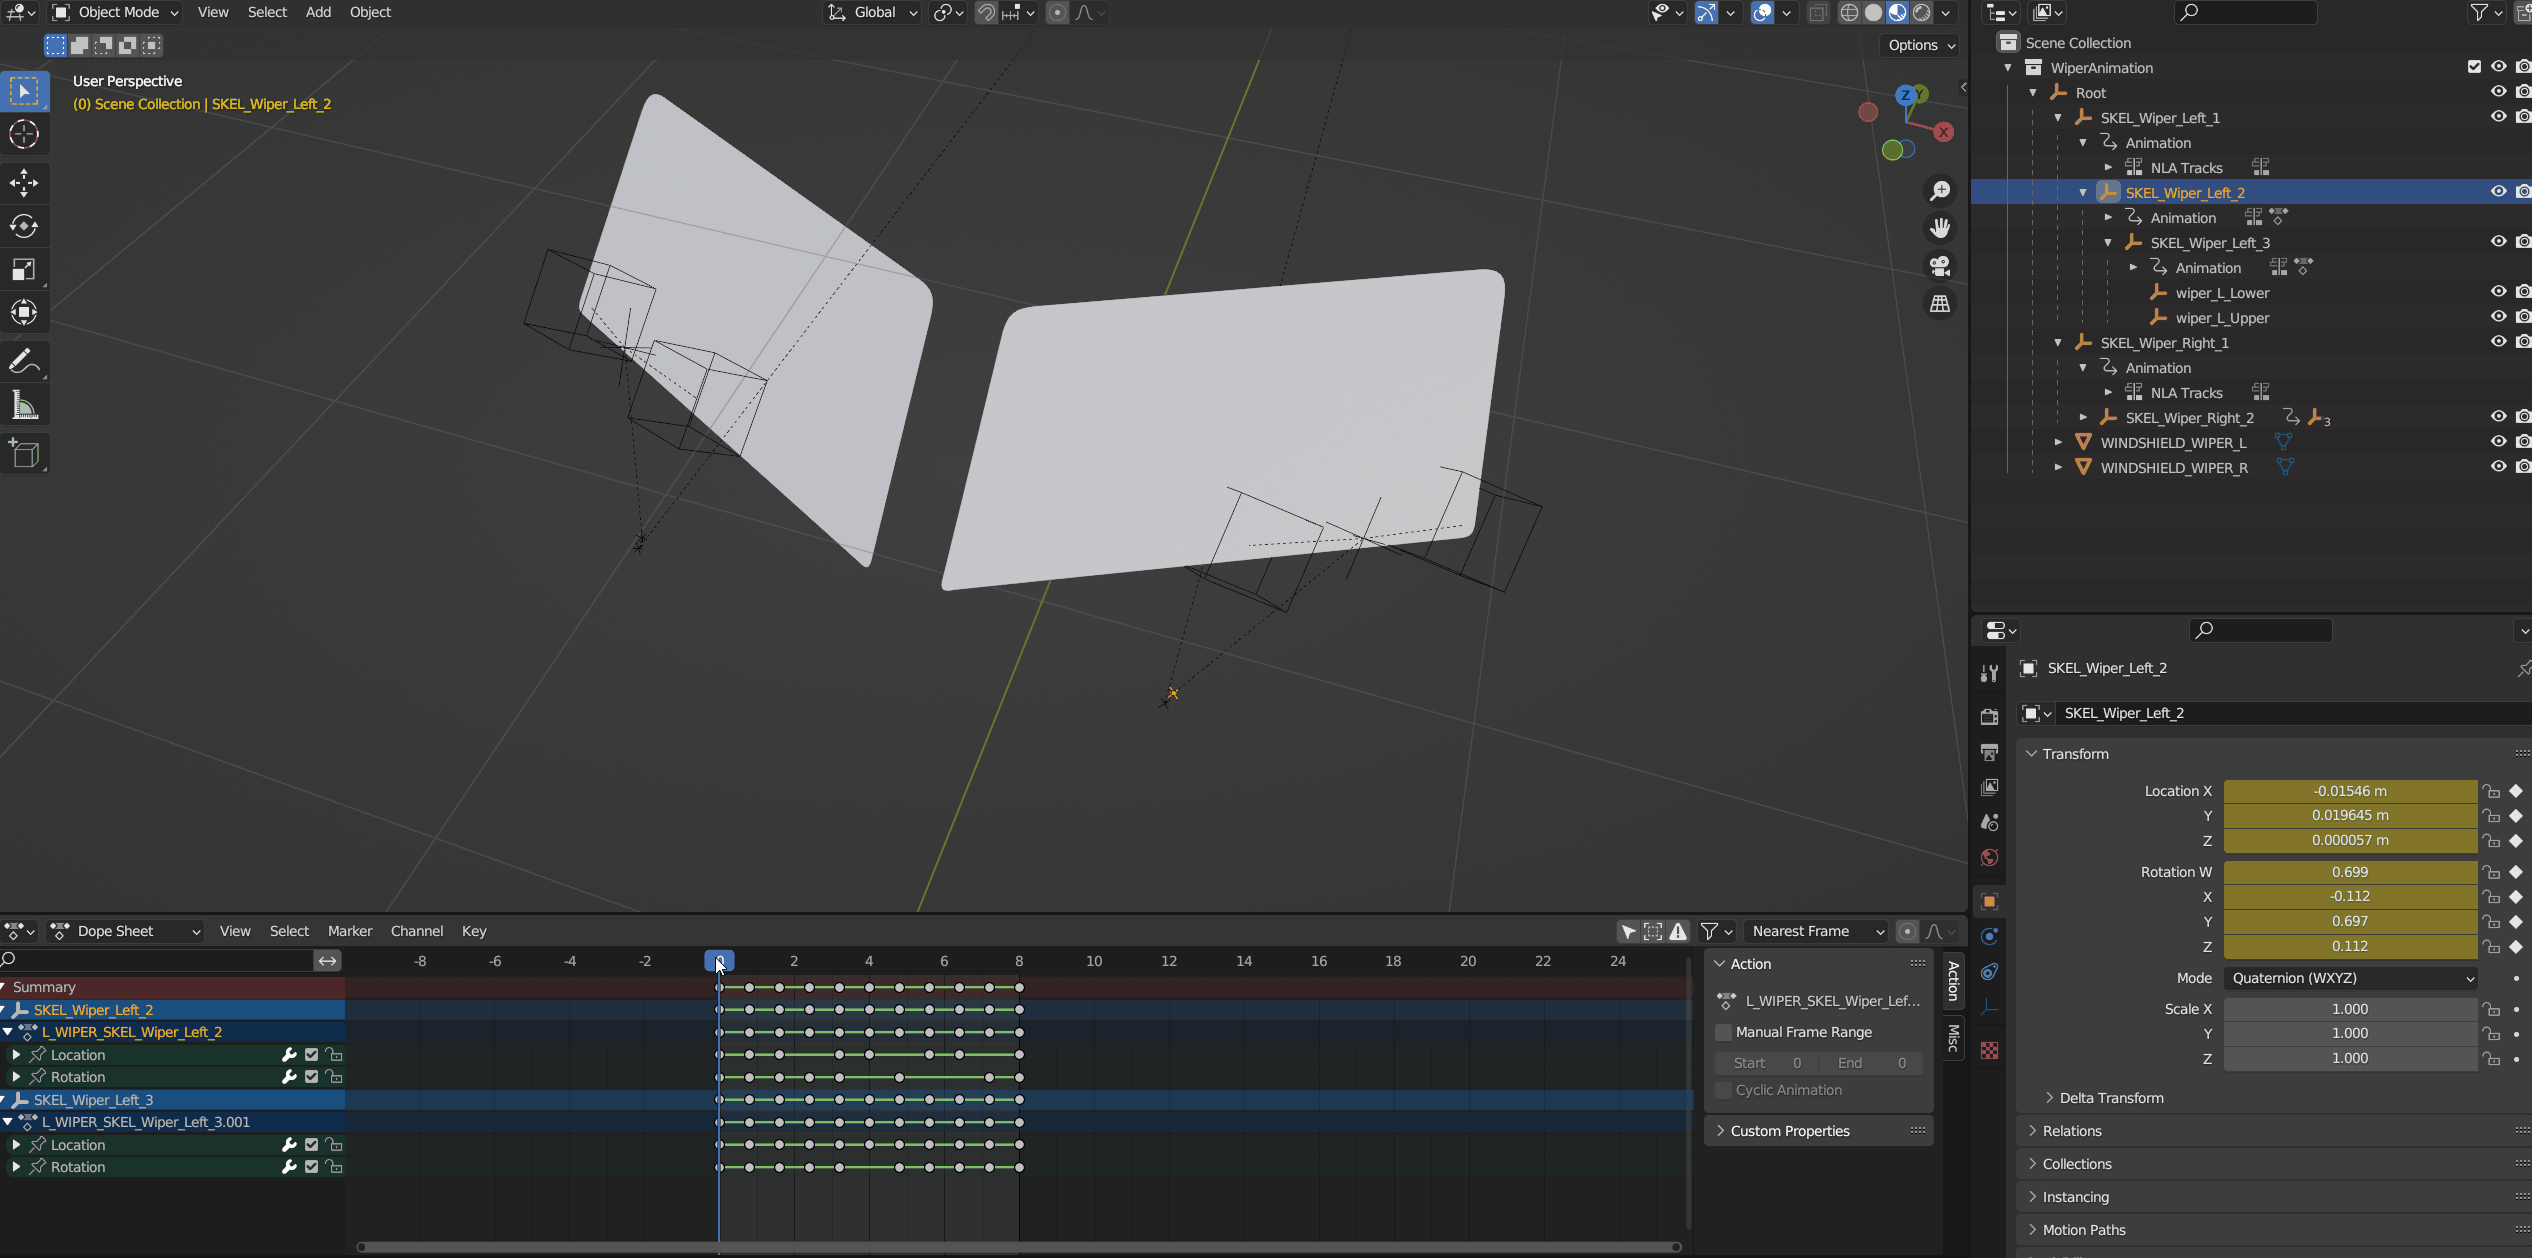 Object Mode View Select Add Object Global
Options
User Perspective
(0) Scene Collection | SKEL_Wiper_Left_2
Z Y
X
Scene Collection
WiperAnimation
Root
SKEL_Wiper_Left_1
Animation
NLA Tracks
SKEL_Wiper_Left_2
Animation
SKEL_Wiper_Left_3
Animation
wiper_L_Lower
wiper_L_Upper
SKEL_Wiper_Right_1
Animation
NLA Tracks
SKEL_Wiper_Right_2 3
WINDSHIELD_WIPER_L
WINDSHIELD_WIPER_R
SKEL_Wiper_Left_2
SKEL_Wiper_Left_2
Transform
Location X -0.01546 m
Y 0.019645 m
Z 0.000057 m
Rotation W 0.699
X -0.112
Y 0.697
Z 0.112
Mode Quaternion (WXYZ)
Scale X 1.000
Y 1.000
Z 1.000
Delta Transform
Relations
Collections
Instancing
Motion Paths
Dope Sheet View Select Marker Channel Key Nearest Frame
-8 -6 -4 -2 2 4 6 8 10 12 14 16 18 20 22 24
Summary
SKEL_Wiper_Left_2
L_WIPER_SKEL_Wiper_Left_2
Location
Rotation
SKEL_Wiper_Left_3
L_WIPER_SKEL_Wiper_Left_3.001
Location
Rotation
Action
L_WIPER_SKEL_Wiper_Lef...
Manual Frame Range
Start 0 End 0
Cyclic Animation
Custom Properties
Action
Misc